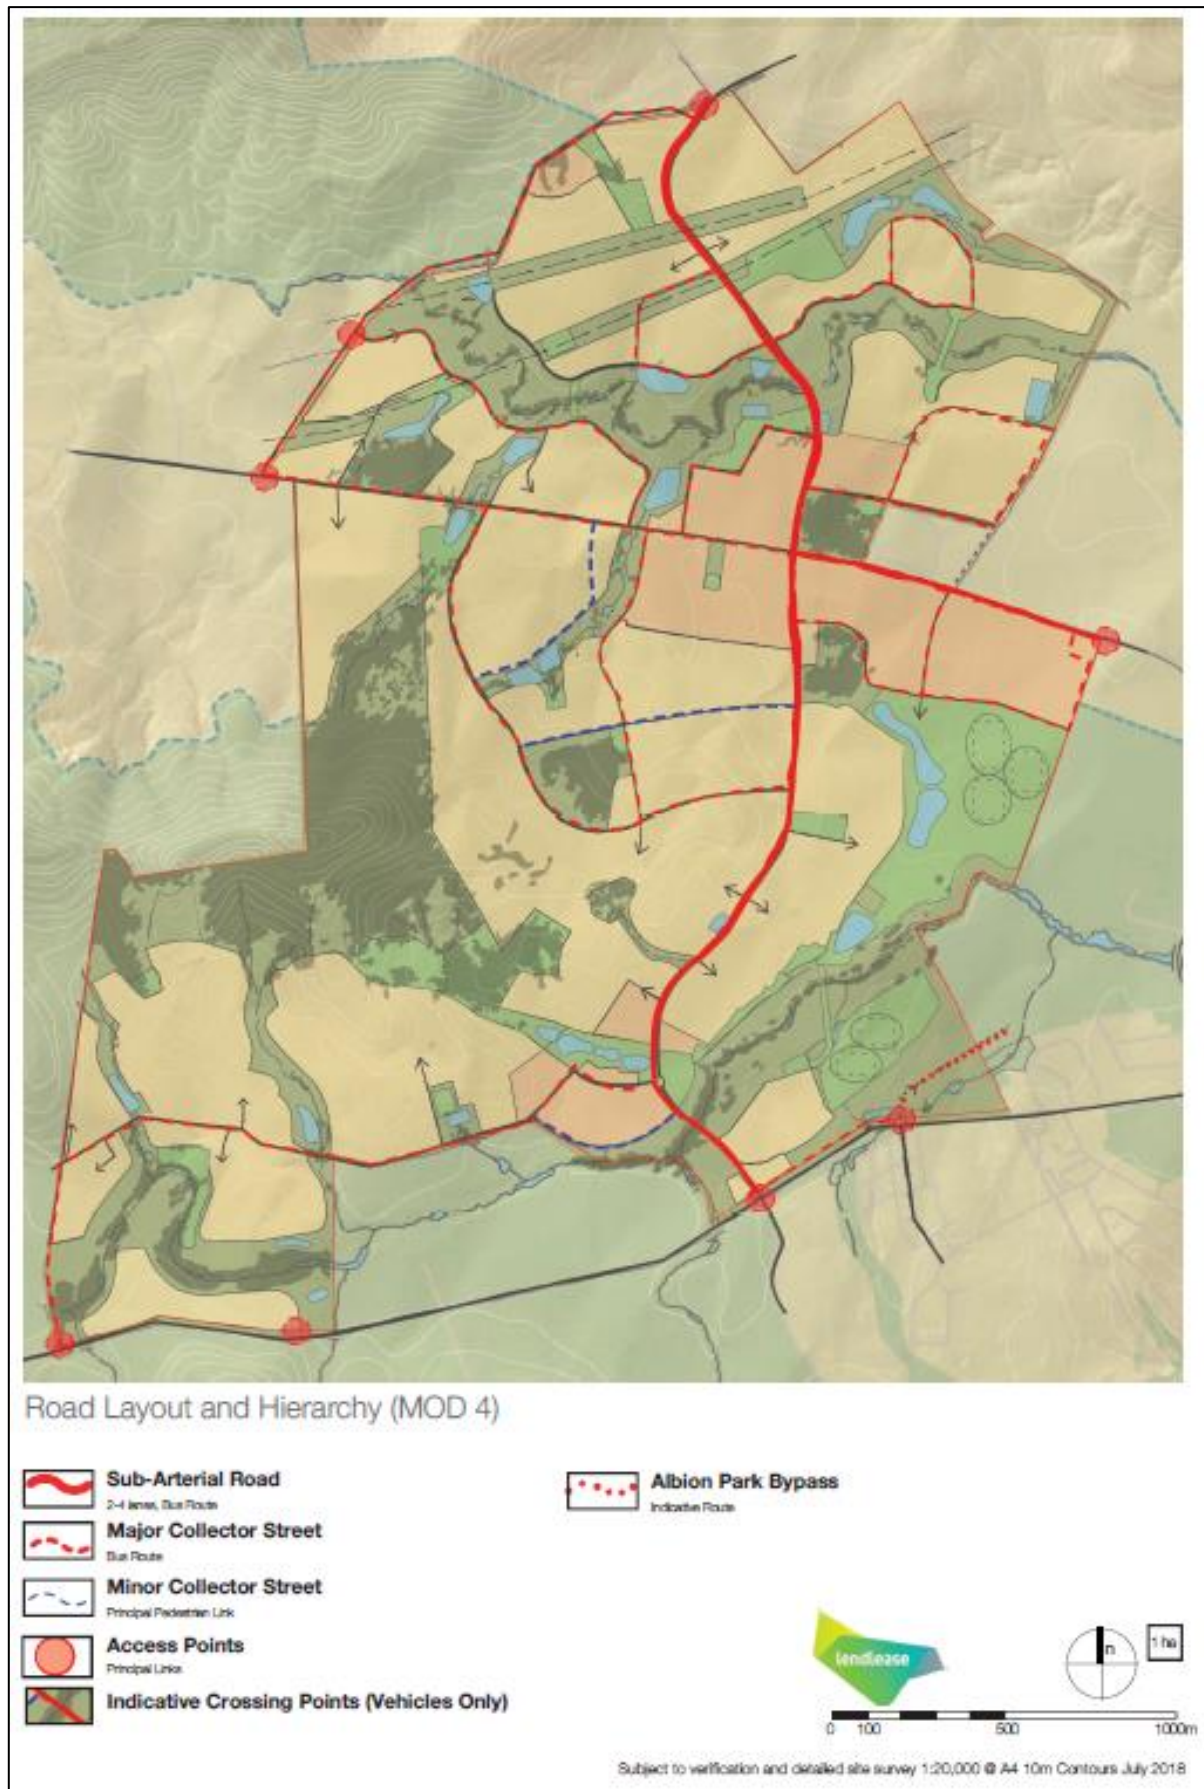 Road Layout and Hierarchy (MOD 4)
Sub-Arterial Road
2-4 lanes, Bus Route
Major Collector Street
Bus Route
Minor Collector Street
Principal Pedestrian Link
Access Points
Principal Links
Indicative Crossing Points (Vehicles Only)
Albion Park Bypass
Indicative Route
lendlease
n
1 ha
0 100 500 1000m
Subject to verification and detailed site survey 1:20,000 @ A4 10m Contours July 2018